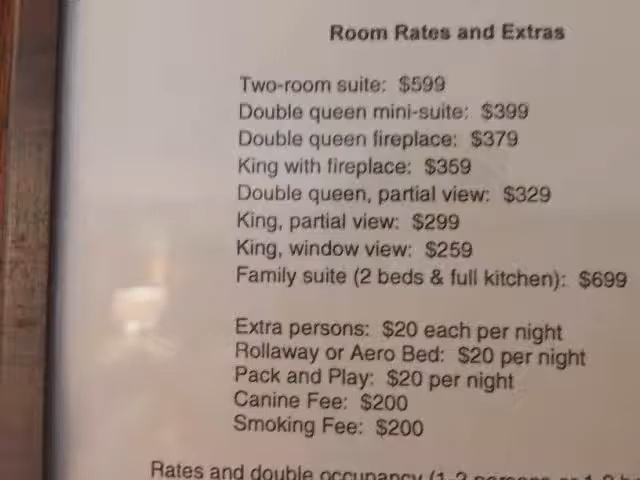 Room Rates and Extras
Two-room suite: $599
Double queen mini-suite: $399
Double queen fireplace: $379
King with fireplace: $359
Double queen, partial view: $329
King, partial view: $299
King, window view: $259
Family suite (2 beds & full kitchen): $699
Extra persons: $20 each per night
Rollaway or Aero Bed: $20 per night
Pack and Play: $20 per night
Canine Fee: $200
Smoking Fee: $200
Rates and double occupancy (1-2 persons